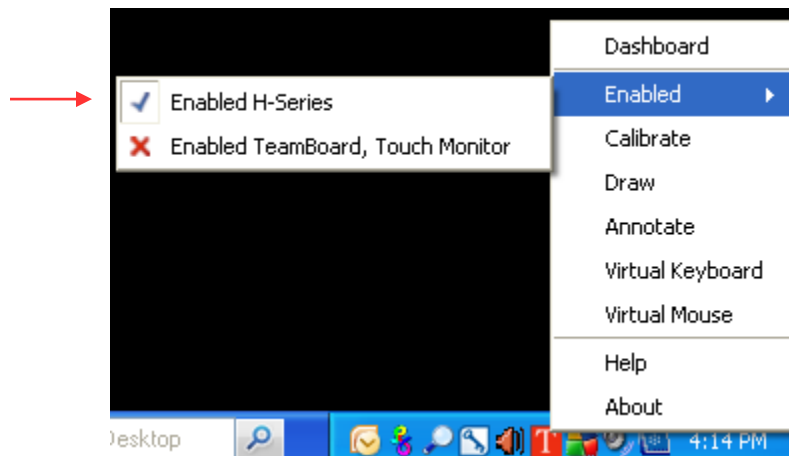 Dashboard
Enabled
Enabled H-Series
Enabled TeamBoard, Touch Monitor
Calibrate
Draw
Annotate
Virtual Keyboard
Virtual Mouse
Help
About
Desktop
T
4:14 PM